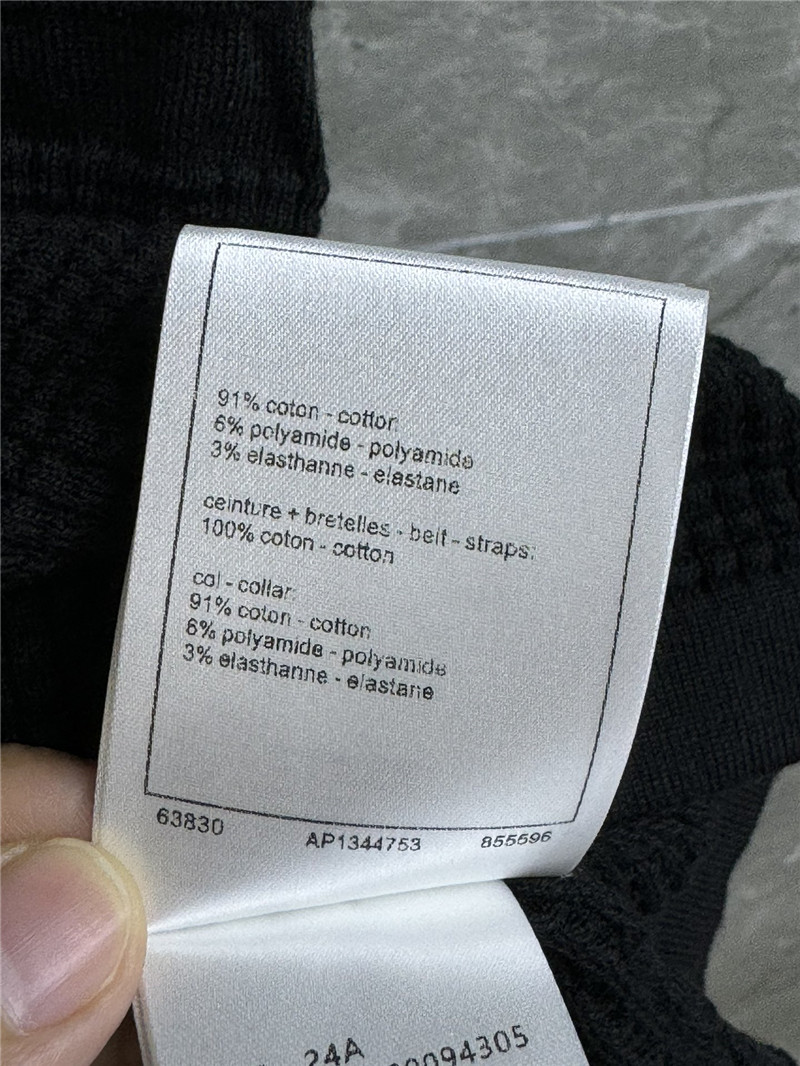 91% coton - cotton
6% polyamide - polyamide
3% elasthanne - elastane
ceinture + bretelles - belt - straps:
100% coton - cotton
col - collar:
91% coton - cotton
6% polyamide - polyamide
3% elasthanne - elastane
63830 AP1344753 855596
24A
0094305